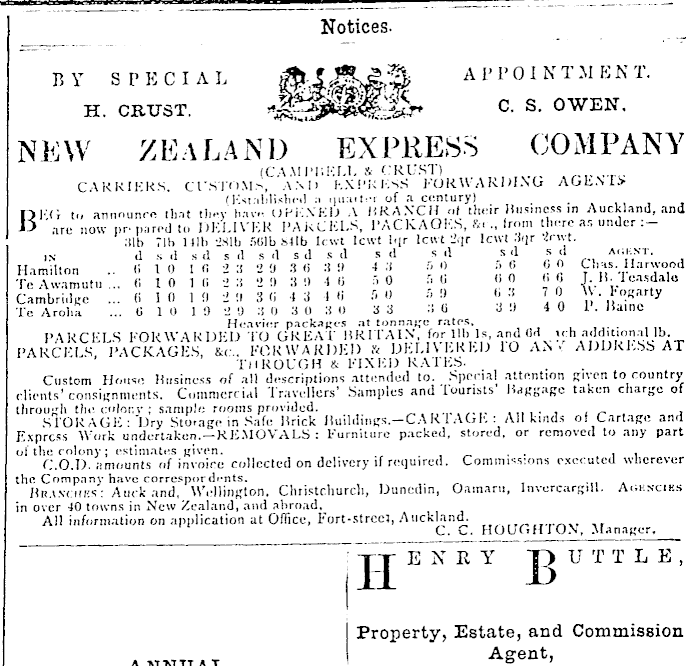 Notices.
BY SPECIAL APPOINTMENT.
H. CRUST. C. S. OWEN.
NEW ZEALAND EXPRESS COMPANY
(CAMPBELL & CRUST)
CARRIERS, CUSTOMS, AND EXPRESS FORWARDING AGENTS
(Established a quarter of a century)
BEG to announce that they have OPENED A BRANCH of their Business in Auckland, and
are now prepared to DELIVER PARCELS, PACKAGES, &c., from there as under :—
3lb 7lb 14lb 28lb 56lb 84lb 1cwt 1cwt 1qr 1cwt 2qr 1cwt 3qr 2cwt.
IN d s d s d s d s d s d s d s d s d s d s d AGENT.
Hamilton .. 6 1 0 1 6 2 3 2 9 3 6 3 9 4 3 5 0 5 6 6 0 Chas. Harwood
Te Awamutu ... 6 1 0 1 6 2 3 2 9 3 9 4 6 5 0 5 6 6 0 6 6 J. B. Teasdale
Cambridge ... 6 1 0 1 9 2 9 3 6 4 3 4 6 5 0 5 9 6 3 7 0 W. Fogarty
Te Aroha ... 6 1 0 1 9 2 9 3 0 3 0 3 0 3 3 3 6 3 9 4 0 P. Baine
Heavier packages at tonnage rates.
PARCELS FORWARDED TO GREAT BRITAIN, for 1lb 1s, and 6d additional lb.
PARCELS, PACKAGES, &c., FORWARDED & DELIVERED TO ANY ADDRESS AT
THROUGH & FIXED RATES.
Custom House Business of all descriptions attended to. Special attention given to country
clients' consignments. Commercial Travellers' Samples and Tourists' Baggage taken charge of
through the colony ; sample rooms provided.
STORAGE : Dry Storage in Safe Brick Buildings.—CARTAGE : All kinds of Cartage and
Express Work undertaken.—REMOVALS : Furniture packed, stored, or removed to any part
of the colony ; estimates given.
C.O.D. amounts of invoice collected on delivery if required. Commissions executed wherever
the Company have correspordents.
BRANCHES : Auck and, Wellington, Christchurch, Dunedin, Oamaru, Invercargill. AGENCIES
in over 40 towns in New Zealand, and abroad.
All information on application at Office, Fort-street, Auckland.
C. C. HOUGHTON, Manager.
HENRY BUTTLE,
Property, Estate, and Commission
Agent,
ANNUAL